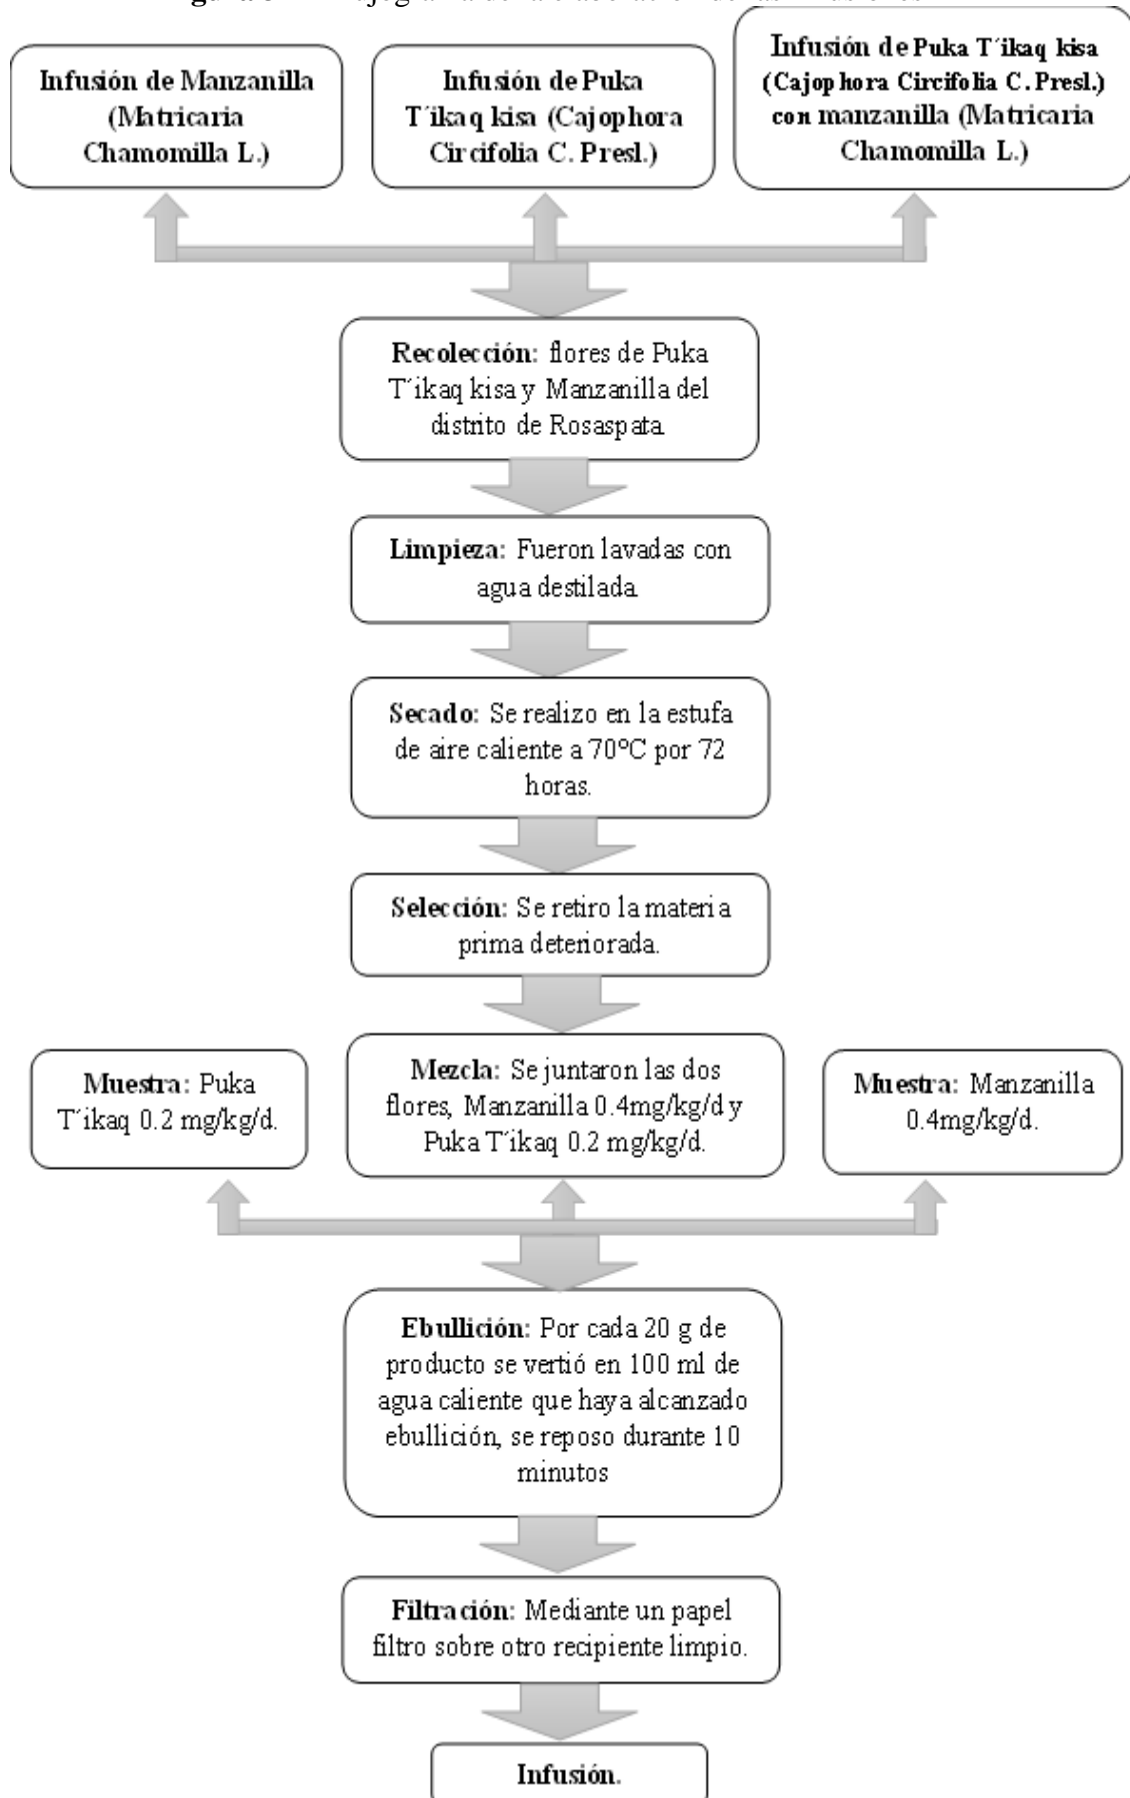 Infusión de Manzanilla
(Matricaria
Chamomilla L.)
Infusión de Puka
T´ikaq kisa (Cajophora
Circifolia C. Presl.)
Infusión de Puka T´ikaq kisa
(Cajophora Circifolia C. Presl.)
con manzanilla (Matricaria
Chamomilla L.)
Recolección: flores de Puka
T´ikaq kisa y Manzanilla del
distrito de Rosaspata
Limpieza: Fueron lavadas con
agua destilada
Secado: Se realizo en la estufa
de aire caliente a 70°C por 72
horas.
Selección: Se retiro la materia
prima deteriorada.
Muestra: Puka
T´ikaq 0.2 mg/kg/d.
Mezcla: Se juntaron las dos
flores, Manzanilla 0.4mg/kg/d y
Puka T´ikaq 0.2 mg/kg/d.
Muestra: Manzanilla
0.4mg/kg/d.
Ebullición: Por cada 20 g de
producto se vertió en 100 ml de
agua caliente que haya alcanzado
ebullición, se reposo durante 10
minutos
Filtración: Mediante un papel
filtro sobre otro recipiente limpio.
Infusión.